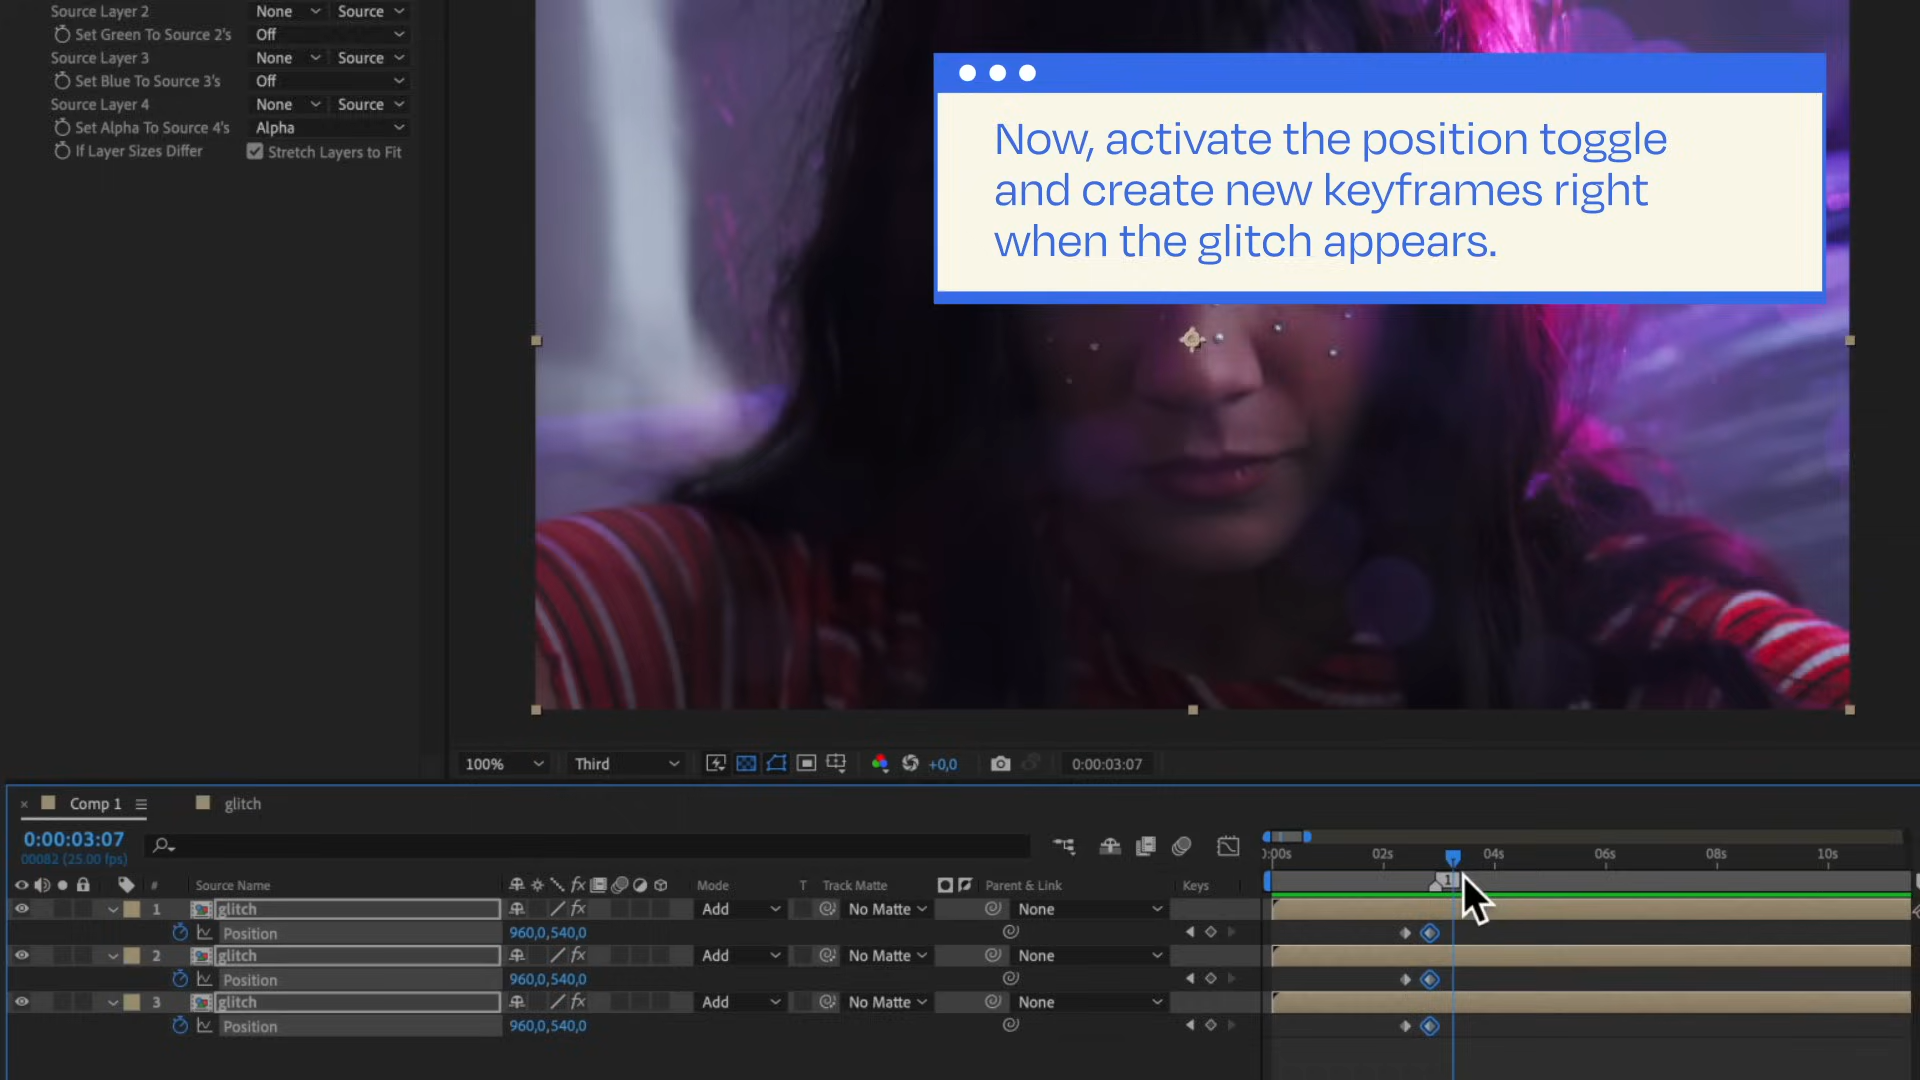 Source Layer 2 None Source
Set Green To Source 2's Off
Source Layer 3 None Source
Set Blue To Source 3's Off
Source Layer 4 None Source
Set Alpha To Source 4's Alpha
If Layer Sizes Differ Stretch Layers to Fit
Now, activate the position toggle
and create new keyframes right
when the glitch appears.
100% Third +0,0 0:00:03:07
× Comp 1 glitch
0:00:03:07
00082 (25.00 fps)
0:00s 02s 04s 06s 08s 10s
# Source Name fx Mode T Track Matte Parent & Link Keys
1
1 glitch fx Add No Matte None
Position 960,0,540,0
2 glitch fx Add No Matte None
Position 960,0,540,0
3 glitch fx Add No Matte None
Position 960,0,540,0